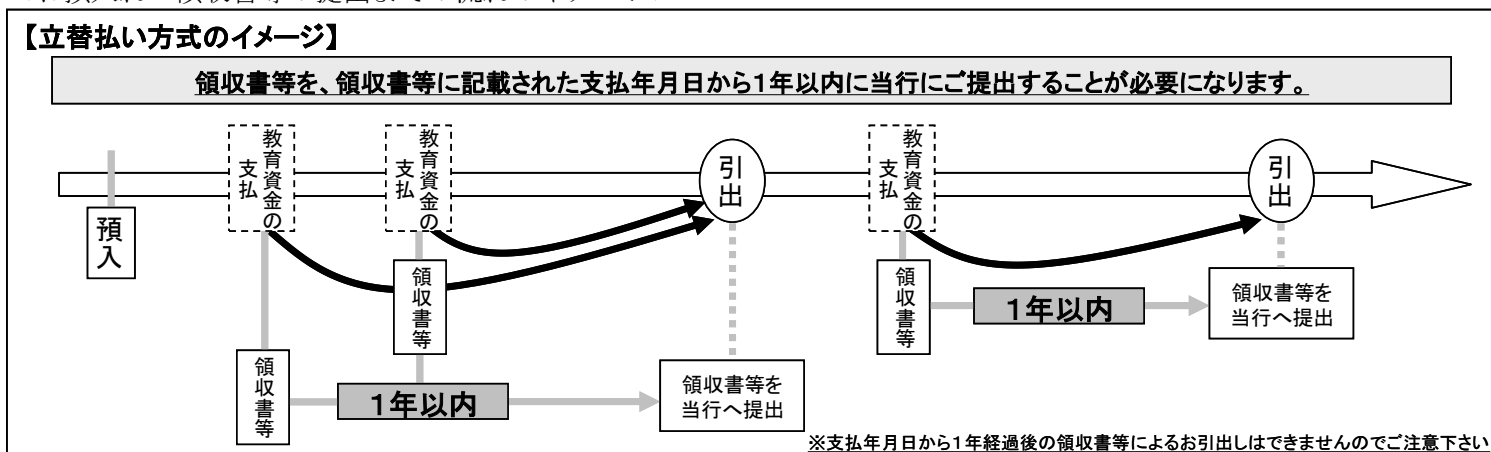 【立替払い方式のイメージ】
領収書等を、領収書等に記載された支払年月日から1年以内に当行にご提出することが必要になります。
預入
教育資金の
支払
教育資金の
支払
引出
教育資金の
支払
引出
領収書等
領収書等
1年以内
領収書等を
当行へ提出
領収書等
1年以内
領収書等を
当行へ提出
※支払年月日から1年経過後の領収書等によるお引出しはできませんのでご注意下さい